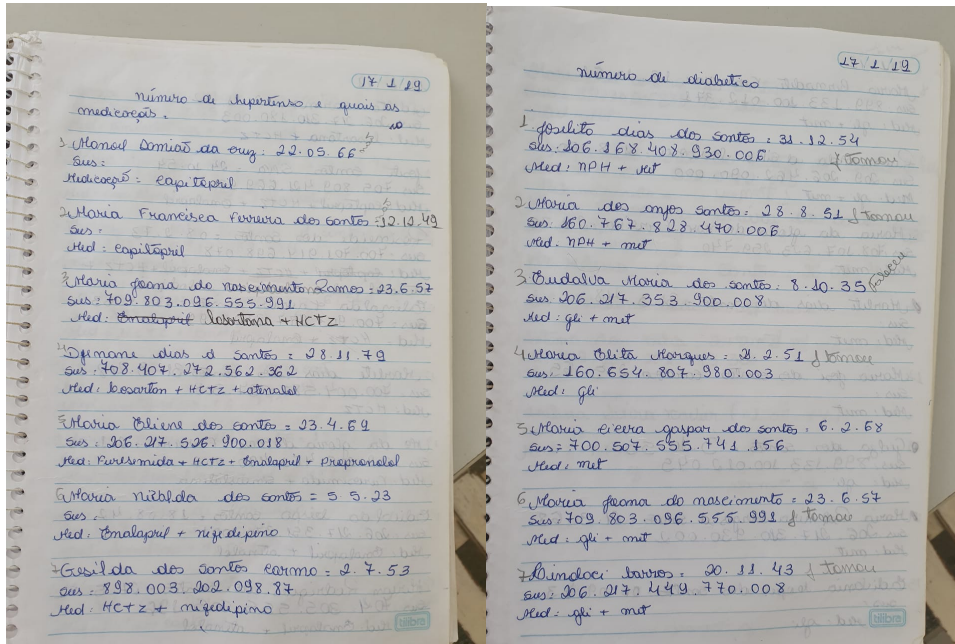 17 / 1 / 19
número de hipertenso e quais as
medicações.
1 Manoel Damião da cruz: 22.05.66
Sus:
Medicação = capitopril
2 Maria Francisca Ferreira dos santos = 12.12.49
Sus:
Med: capitopril
3 Maria Joana do nascimento Ramos = 23.6.57
Sus: 709.803.096.555.991
Med: Enalapril losortana + HCTZ
4 dias d santos = 28.11.79
Sus: 708.407.272.562.362
Med: Losartan + HCTZ + atenolol
5 Maria Eliene dos santos = 23.4.69
Sus: 206.217.526.900.018
Med: Furesemida + HCTZ + Enalapril + Propronolol
6 Maria dos santos = 5 5.23
Sus
Med: Enalapril + nifidipino
7 Gesilda dos santos carmo = 2.7.53
Sus: 898.003.202.098.87
Med: HCTZ + nifedipino
tilibra
17 / 1 / 19
número de diabetico
1 Joselito dias dos santos = 31.12.54
Sus: 106.168.408.930.006 tomou
Med: NPH + Met
2 Maria dos anjos santos = 28.8.51 tomou
Sus: 160.767.828.470.006
Med. NPH + met
3. Eudalva Maria dos santos: 8.10.35 faleceu
Sus: 206.217.353.900.008
Med: gli + met
4 Maria Elita Marques = 21.2.51 tomou
Sus: 160.654.807.980.003
Med: gli
5 Maria cicera gaspar dos santos: 6.2.68
Sus = 700.507.555.741.156
Med: met
6 Maria Joana do nascimento = 23.6.57
Sus: 709.803.096.555.991 tomou
Med: gli + met
7 Lindaci barros = 20.11.43 tomou
Sus: 206.217.449.770.008
Med: gli + met
tilibra